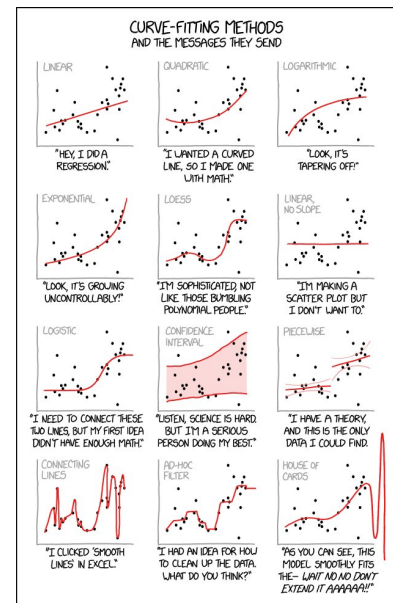 CURVE-FITTING METHODS
AND THE MESSAGES THEY SEND
LINEAR
"HEY, I DID A
REGRESSION."
QUADRATIC
"I WANTED A CURVED
LINE, SO I MADE ONE
WITH MATH."
LOGARITHMIC
"LOOK, IT'S
TAPERING OFF!"
EXPONENTIAL
"LOOK, IT'S GROWING
UNCONTROLLABLY!"
LOESS
"I'M SOPHISTICATED, NOT
LIKE THOSE BUMBLING
POLYNOMIAL PEOPLE."
LINEAR,
NO SLOPE
"I'M MAKING A
SCATTER PLOT BUT
I DON'T WANT TO."
LOGISTIC
"I NEED TO CONNECT THESE
TWO LINES, BUT MY FIRST IDEA
DIDN'T HAVE ENOUGH MATH."
CONFIDENCE
INTERVAL
"LISTEN, SCIENCE IS HARD.
BUT I'M A SERIOUS
PERSON DOING MY BEST."
PIECEWISE
"I HAVE A THEORY,
AND THIS IS THE ONLY
DATA I COULD FIND.
CONNECTING
LINES
"I CLICKED 'SMOOTH
LINES' IN EXCEL."
AD-HOC
FILTER
"I HAD AN IDEA FOR HOW
TO CLEAN UP THE DATA.
WHAT DO YOU THINK?"
HOUSE OF
CARDS
"AS YOU CAN SEE, THIS
MODEL SMOOTHLY FITS
THE- WAIT NO NO DON'T
EXTEND IT AAAAAA!!"